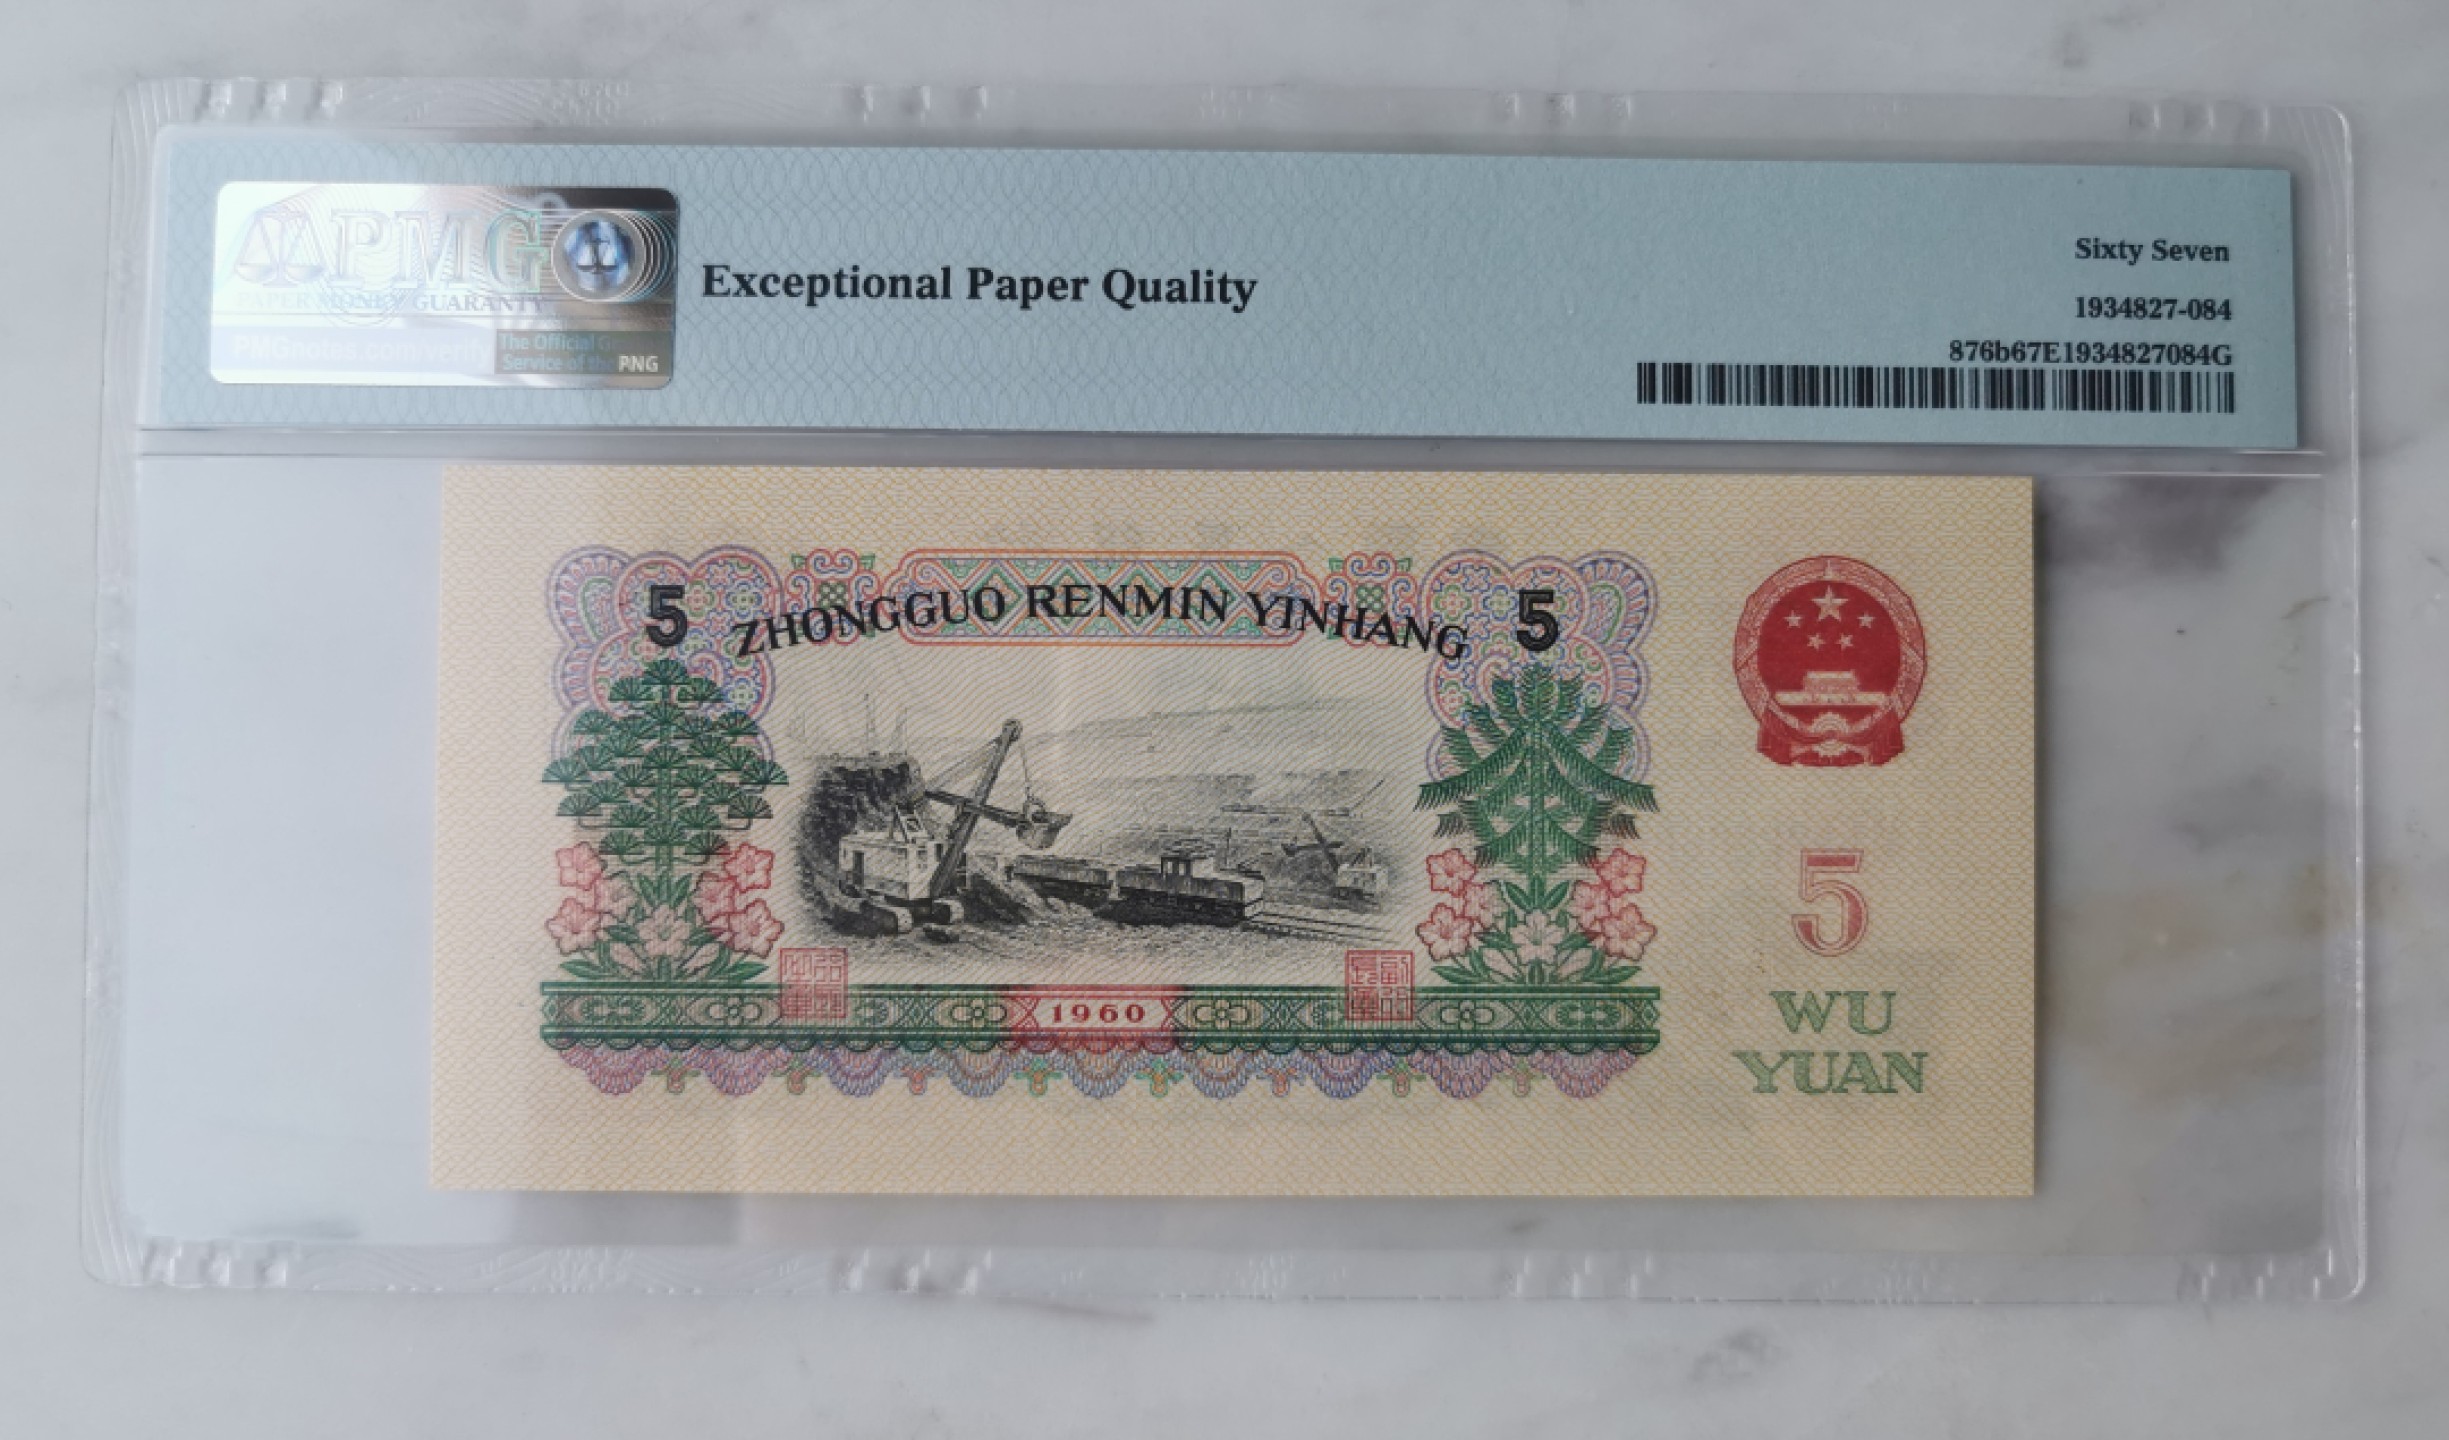 PMG
PAPER MONEY GUARANTY
PMGnotes.com/verify
The Official
Service of the PNG
Exceptional Paper Quality
Sixty Seven
1934827-084
876b67E1934827084G
5 ZHONGGUO RENMIN YINHANG 5
1960
5
WU
YUAN